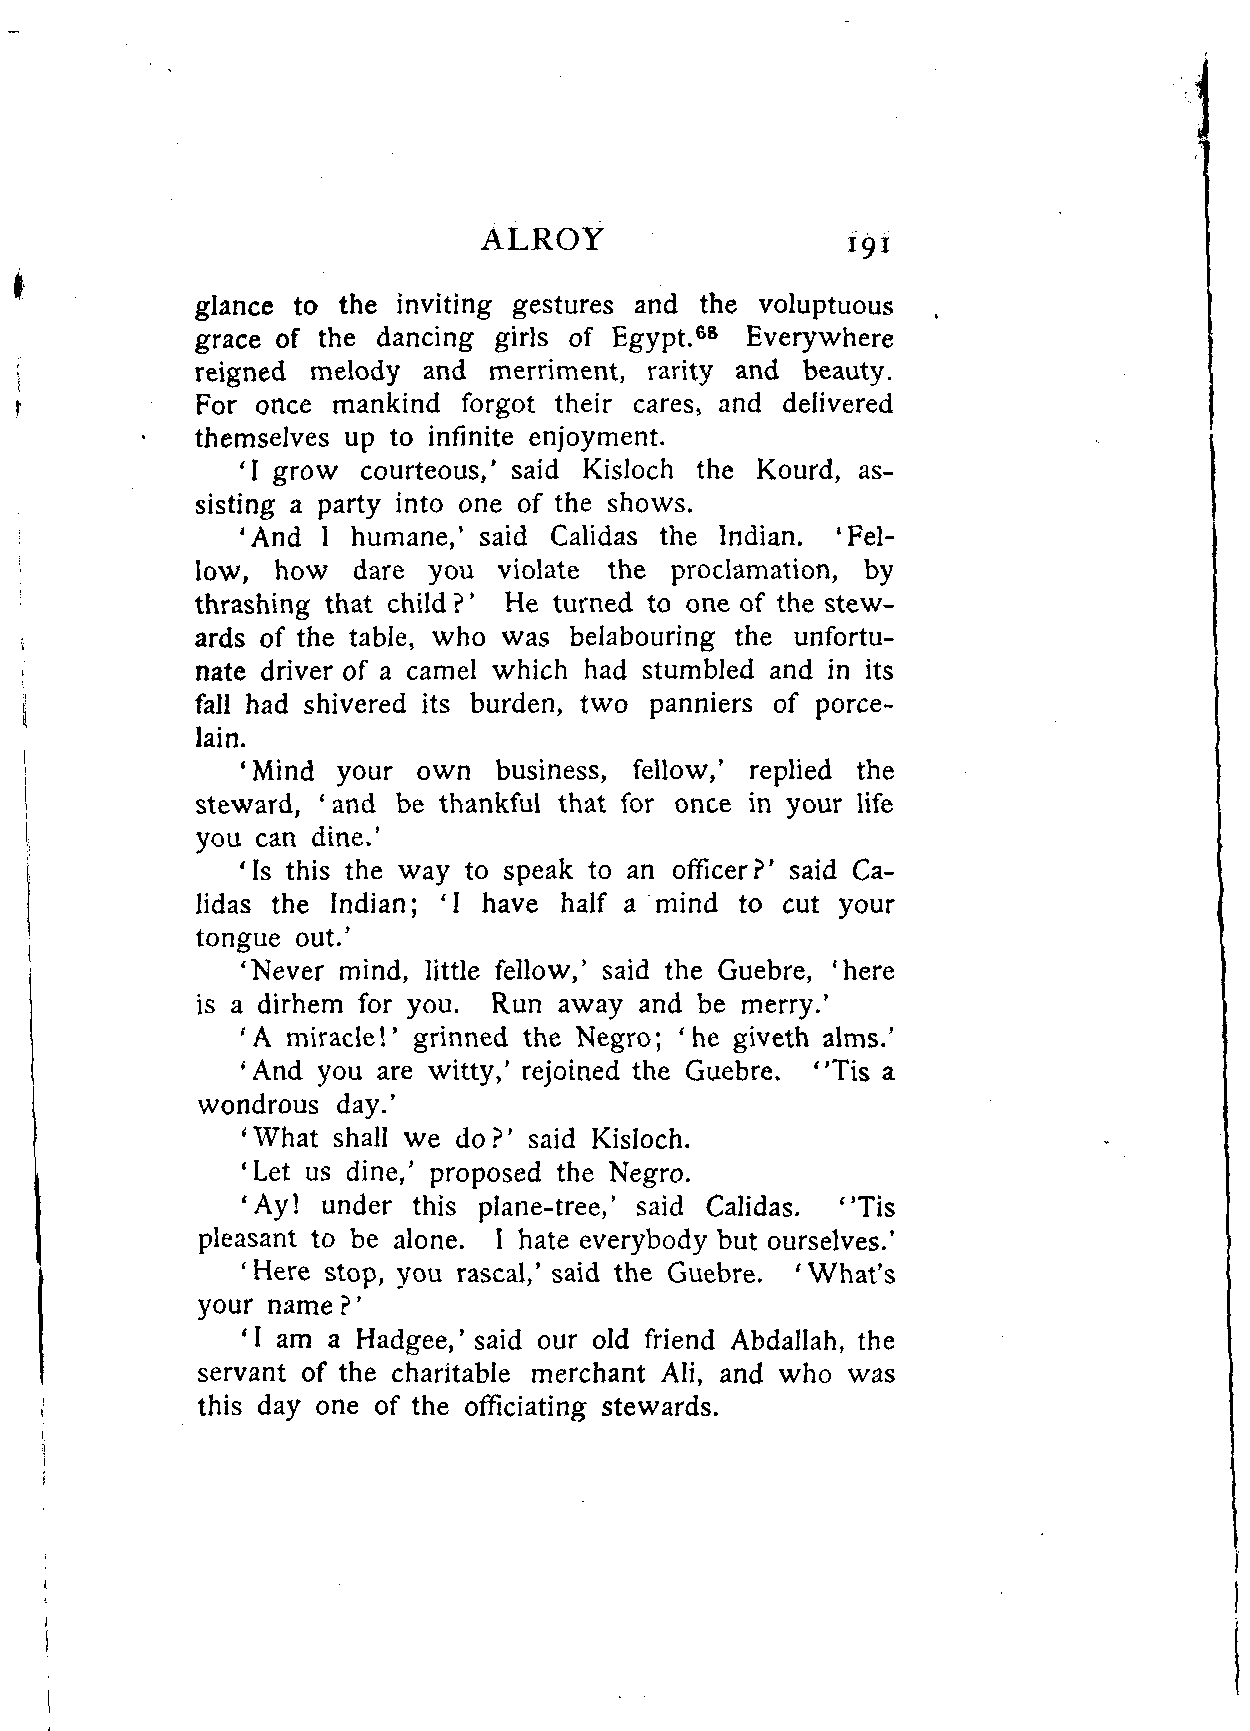 ALROY 191
glance to the inviting gestures and the voluptuous
grace of the dancing girls of Egypt.⁶⁸ Everywhere
reigned melody and merriment, rarity and beauty.
For once mankind forgot their cares, and delivered
themselves up to infinite enjoyment.
'I grow courteous,' said Kisloch the Kourd, as-
sisting a party into one of the shows.
'And I humane,' said Calidas the Indian. 'Fel-
low, how dare you violate the proclamation, by
thrashing that child?' He turned to one of the stew-
ards of the table, who was belabouring the unfortu-
nate driver of a camel which had stumbled and in its
fall had shivered its burden, two panniers of porce-
lain.
'Mind your own business, fellow,' replied the
steward, 'and be thankful that for once in your life
you can dine.'
'Is this the way to speak to an officer?' said Ca-
lidas the Indian; 'I have half a mind to cut your
tongue out.'
'Never mind, little fellow,' said the Guebre, 'here
is a dirhem for you. Run away and be merry.'
'A miracle!' grinned the Negro; 'he giveth alms.'
'And you are witty,' rejoined the Guebre. ''Tis a
wondrous day.'
'What shall we do?' said Kisloch.
'Let us dine,' proposed the Negro.
'Ay! under this plane-tree,' said Calidas. ''Tis
pleasant to be alone. I hate everybody but ourselves.'
'Here stop, you rascal,' said the Guebre. 'What's
your name?'
'I am a Hadgee,' said our old friend Abdallah, the
servant of the charitable merchant Ali, and who was
this day one of the officiating stewards.